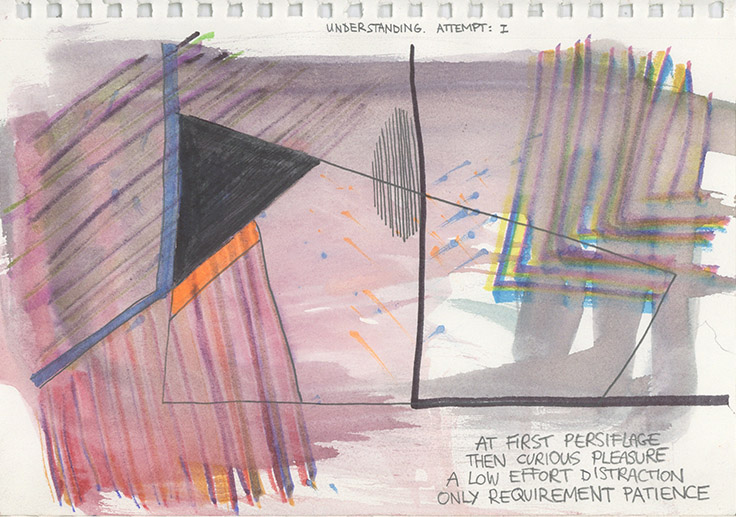 UNDERSTANDING. ATTEMPT: I
AT FIRST PERSIFLAGE
THEN CURIOUS PLEASURE
A LOW EFFORT DISTRACTION
ONLY REQUIREMENT PATIENCE